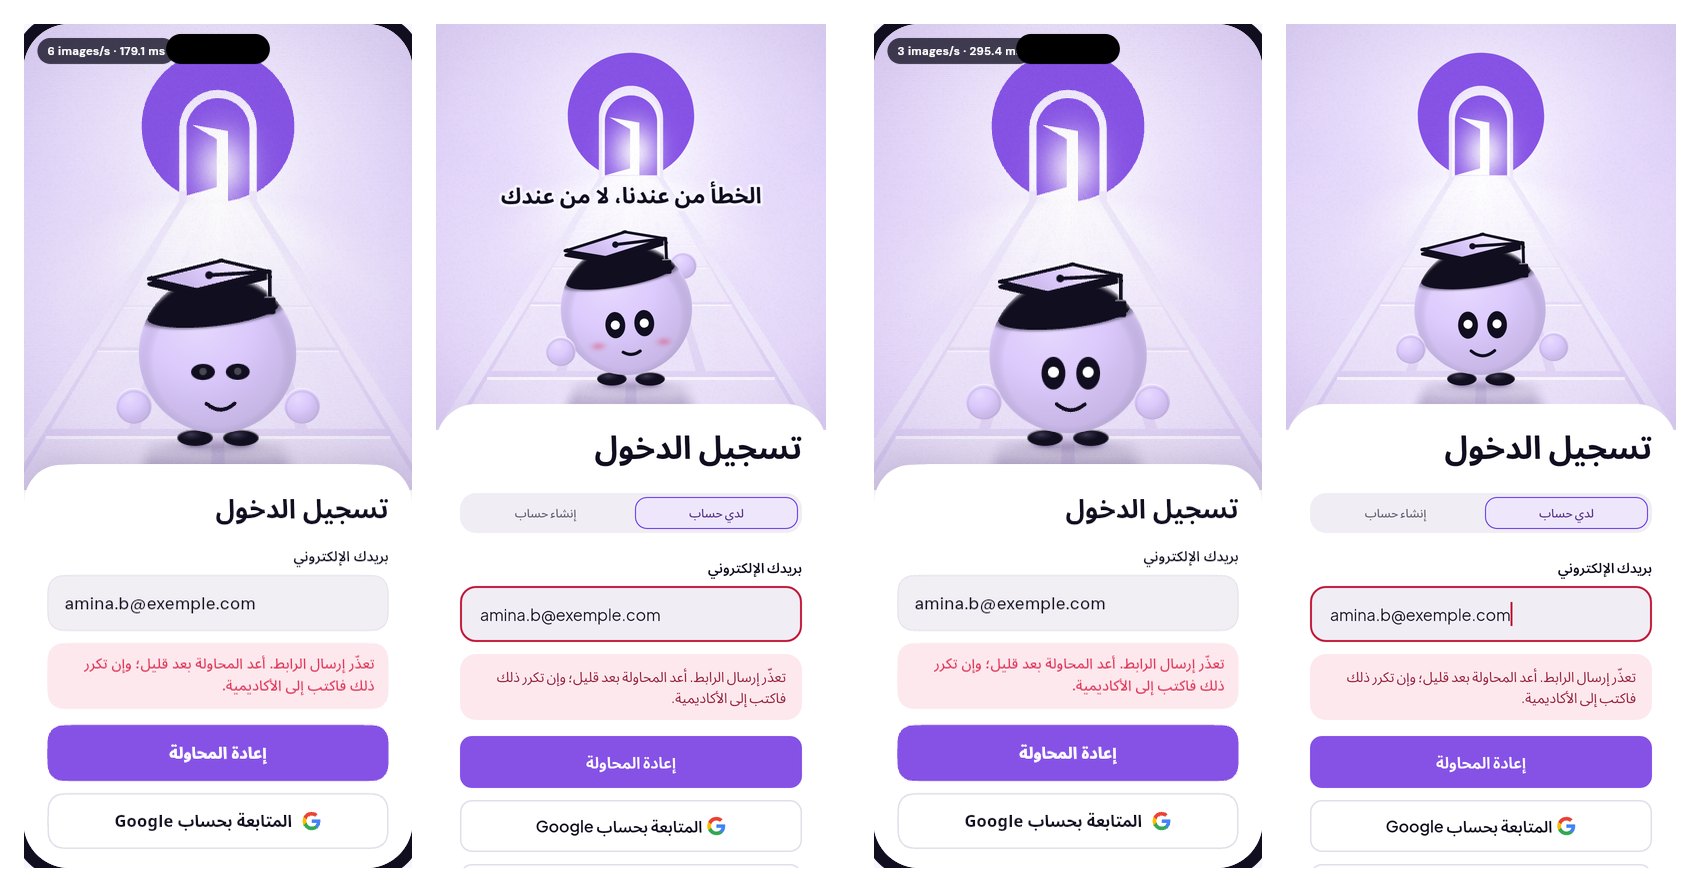 6 images/s · 179.1 ms
تسجيل الدخول
بريدك الإلكتروني
amina.b@exemple.com
تعذّر إرسال الرابط. أعد المحاولة بعد قليل؛ وإن تكرر
ذلك فاكتب إلى الأكاديمية.
إعادة المحاولة
المتابعة بحساب Google
الخطأ من عندنا، لا من عندك
تسجيل الدخول
لدي حساب
إنشاء حساب
بريدك الإلكتروني
amina.b@exemple.com
تعذّر إرسال الرابط. أعد المحاولة بعد قليل؛ وإن تكرر ذلك
فاكتب إلى الأكاديمية.
إعادة المحاولة
المتابعة بحساب Google
3 images/s · 295.4 m
تسجيل الدخول
بريدك الإلكتروني
amina.b@exemple.com
تعذّر إرسال الرابط. أعد المحاولة بعد قليل؛ وإن تكرر
ذلك فاكتب إلى الأكاديمية.
إعادة المحاولة
المتابعة بحساب Google
تسجيل الدخول
لدي حساب
إنشاء حساب
بريدك الإلكتروني
amina.b@exemple.com
تعذّر إرسال الرابط. أعد المحاولة بعد قليل؛ وإن تكرر ذلك
فاكتب إلى الأكاديمية.
إعادة المحاولة
المتابعة بحساب Google